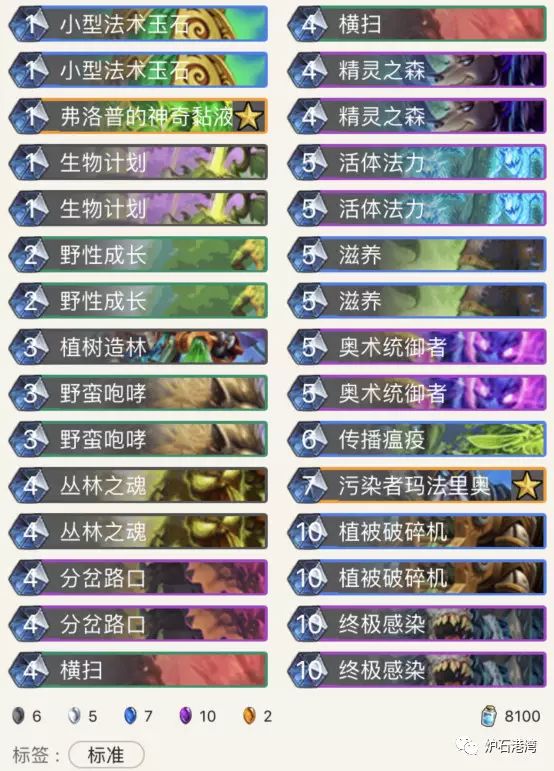 1 小型法术玉石
1 小型法术玉石
1 弗洛普的神奇黏液
1 生物计划
1 生物计划
2 野性成长
2 野性成长
3 植树造林
3 野蛮咆哮
3 野蛮咆哮
4 丛林之魂
4 丛林之魂
4 分岔路口
4 分岔路口
4 横扫
4 横扫
4 精灵之森
4 精灵之森
5 活体法力
5 活体法力
5 滋养
5 滋养
5 奥术统御者
5 奥术统御者
6 传播瘟疫
7 污染者玛法里奥
10 植被破碎机
10 植被破碎机
10 终极感染
10 终极感染
6 5 7 10 2 8100
标签： 标准
炉石港湾